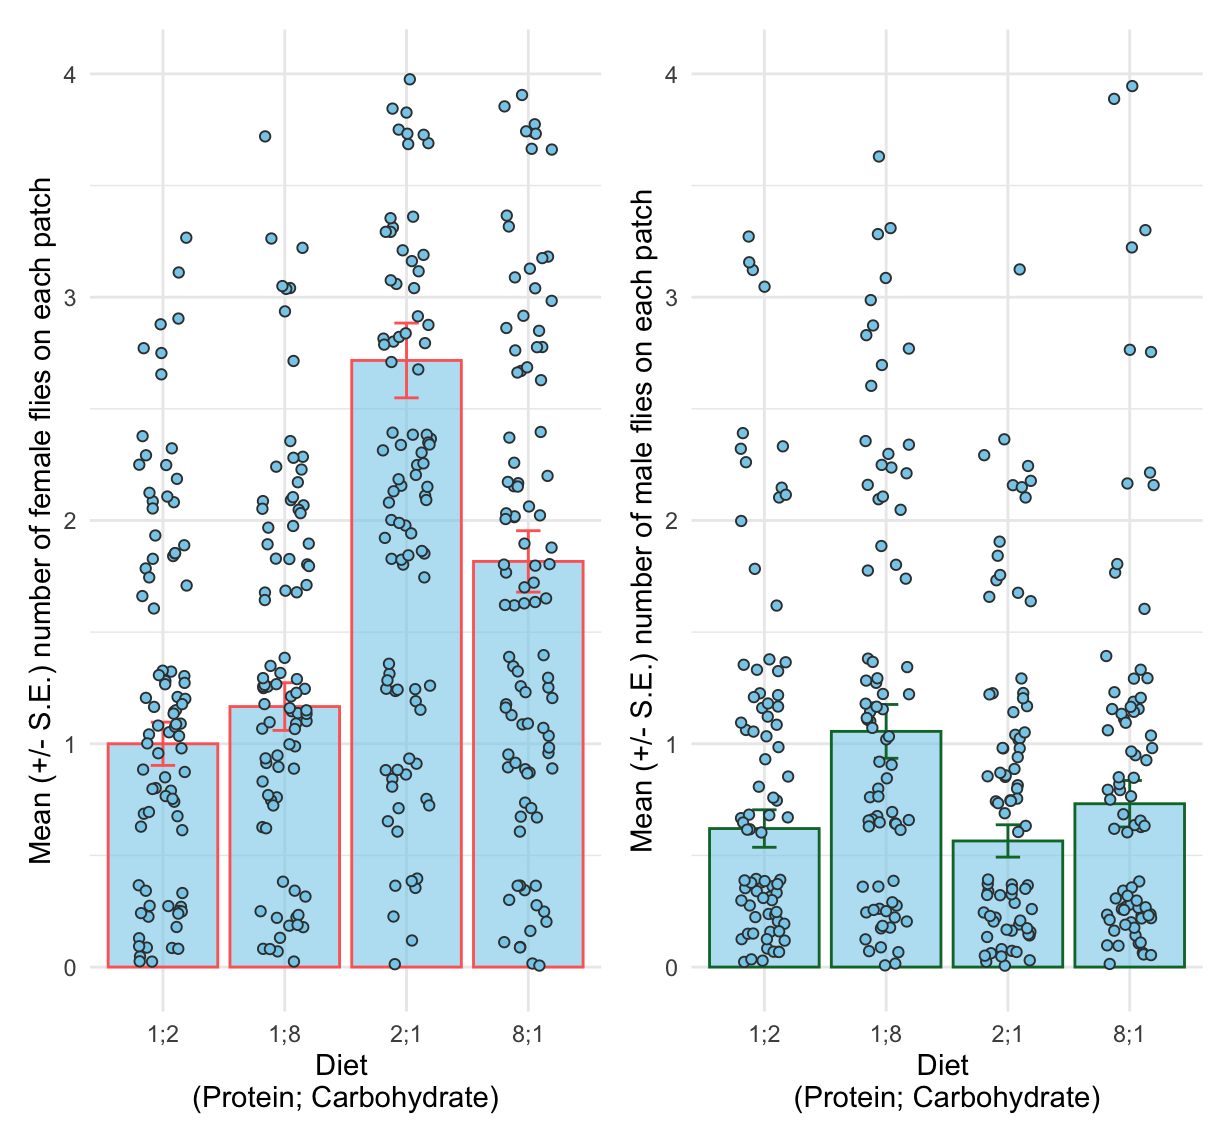 Mean (+/- S.E.) number of female flies on each patch
4
3
2
1
0
1;2 1;8 2;1 8;1
Diet
(Protein; Carbohydrate)
Mean (+/- S.E.) number of male flies on each patch
4
3
2
1
0
1;2 1;8 2;1 8;1
Diet
(Protein; Carbohydrate)